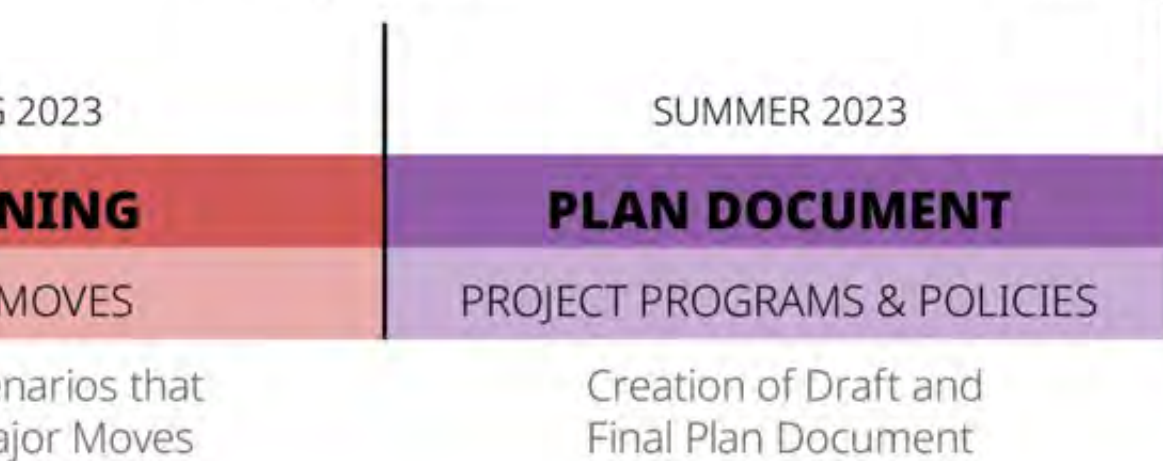 2023
NING
MOVES
enarios that
ajor Moves
SUMMER 2023
PLAN DOCUMENT
PROJECT PROGRAMS & POLICIES
Creation of Draft and
Final Plan Document